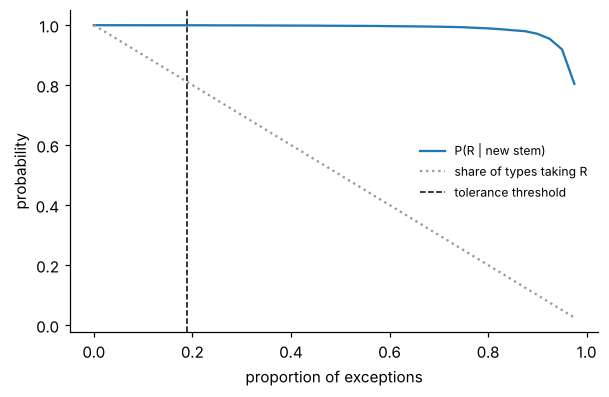 1.0
0.8
0.6
0.4
0.2
0.0
probability
P(R | new stem)
share of types taking R
tolerance threshold
0.0 0.2 0.4 0.6 0.8 1.0
proportion of exceptions